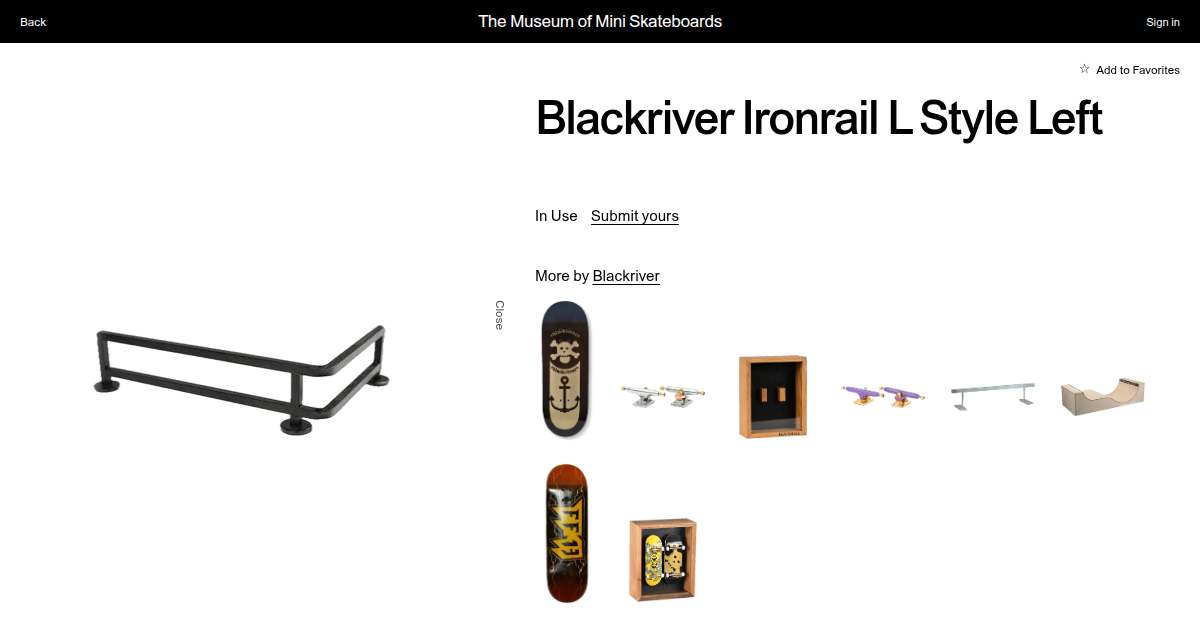 Back
The Museum of Mini Skateboards
Sign in
☆ Add to Favorites
Blackriver Ironrail L Style Left
In Use Submit yours
More by Blackriver
Close